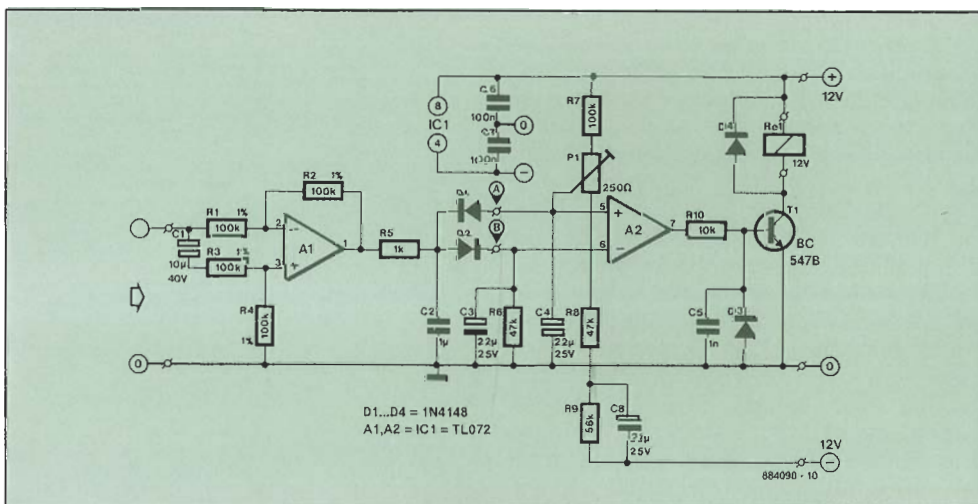 +
12V
8
IC1
4
C6
100n
C7
100n
0
−
R7
100k
P1
250Ω
D4
Re1
12V
R2 1%
100k
R1 1%
100k
C1
10µ
40V
R3 1%
100k
R4
100k
1%
2
3
−
+
A1
1
R5
1k
D1
D2
A
B
5
6
+
−
A2
7
R10
10k
T1
BC
547B
C2
1µ
C3
22µ
25V
R6
47k
C4
22µ
25V
R8
47k
C5
1n
D3
0
0
R9
56k
C8
22µ
25V
12V
−
D1...D4 = 1N4148
A1,A2 = IC1 = TL072
884090 - 10